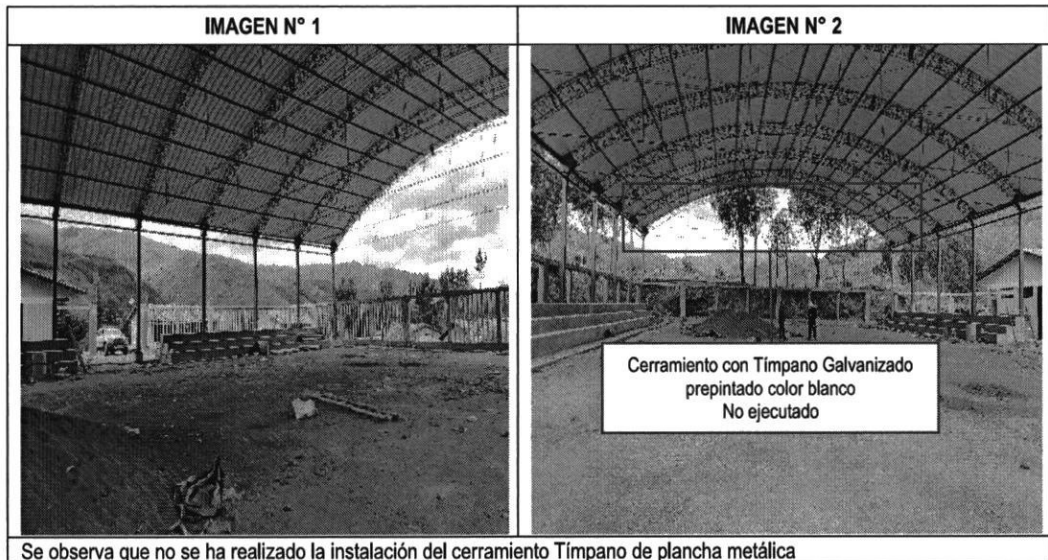 IMAGEN N° 1
IMAGEN N° 2
Cerramiento con Tímpano Galvanizado
prepintado color blanco
No ejecutado
Se observa que no se ha realizado la instalación del cerramiento Tímpano de plancha metálica